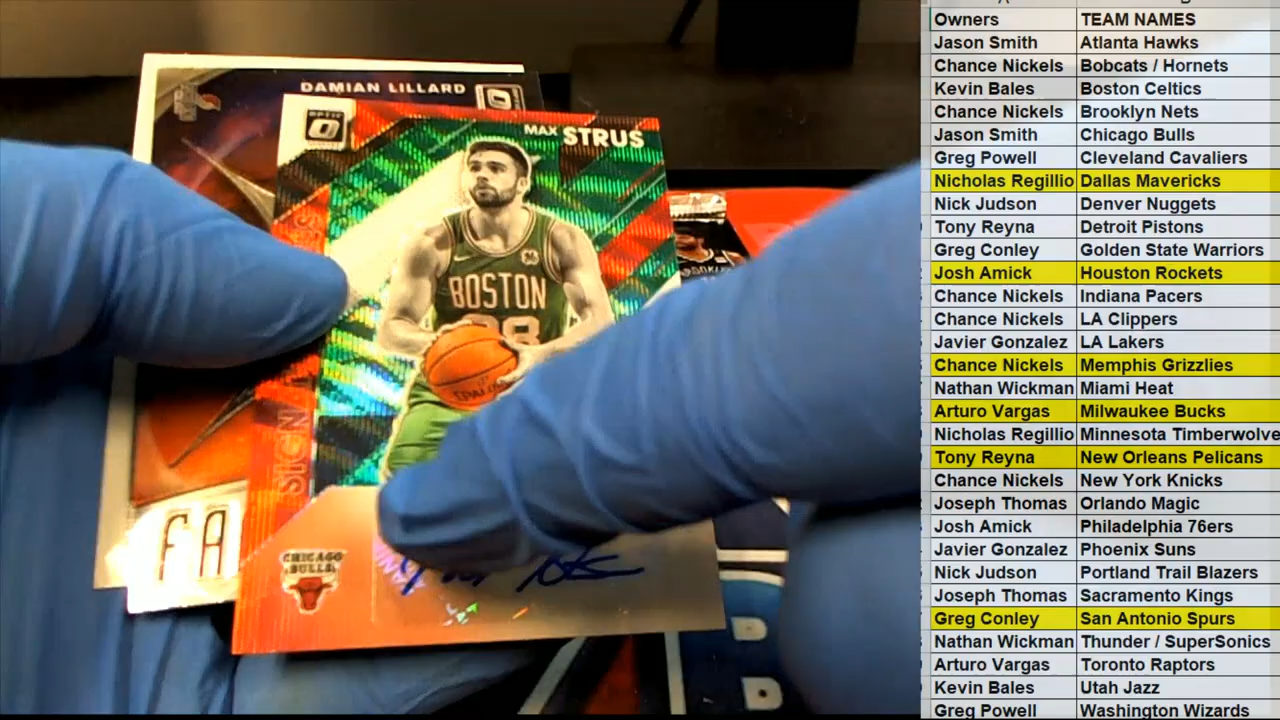 DAMIAN LILLARD
OPTIC
MAX STRUS
BOSTON
SPALDING
SIGN
FA
CHICAGO
BULLS
Owners TEAM NAMES
Jason Smith Atlanta Hawks
Chance Nickels Bobcats / Hornets
Kevin Bales Boston Celtics
Chance Nickels Brooklyn Nets
Jason Smith Chicago Bulls
Greg Powell Cleveland Cavaliers
Nicholas Regillio Dallas Mavericks
Nick Judson Denver Nuggets
Tony Reyna Detroit Pistons
Greg Conley Golden State Warriors
Josh Amick Houston Rockets
Chance Nickels Indiana Pacers
Chance Nickels LA Clippers
Javier Gonzalez LA Lakers
Chance Nickels Memphis Grizzlies
Nathan Wickman Miami Heat
Arturo Vargas Milwaukee Bucks
Nicholas Regillio Minnesota Timberwolve
Tony Reyna New Orleans Pelicans
Chance Nickels New York Knicks
Joseph Thomas Orlando Magic
Josh Amick Philadelphia 76ers
Javier Gonzalez Phoenix Suns
Nick Judson Portland Trail Blazers
Joseph Thomas Sacramento Kings
Greg Conley San Antonio Spurs
Nathan Wickman Thunder / SuperSonics
Arturo Vargas Toronto Raptors
Kevin Bales Utah Jazz
Greg Powell Washington Wizards